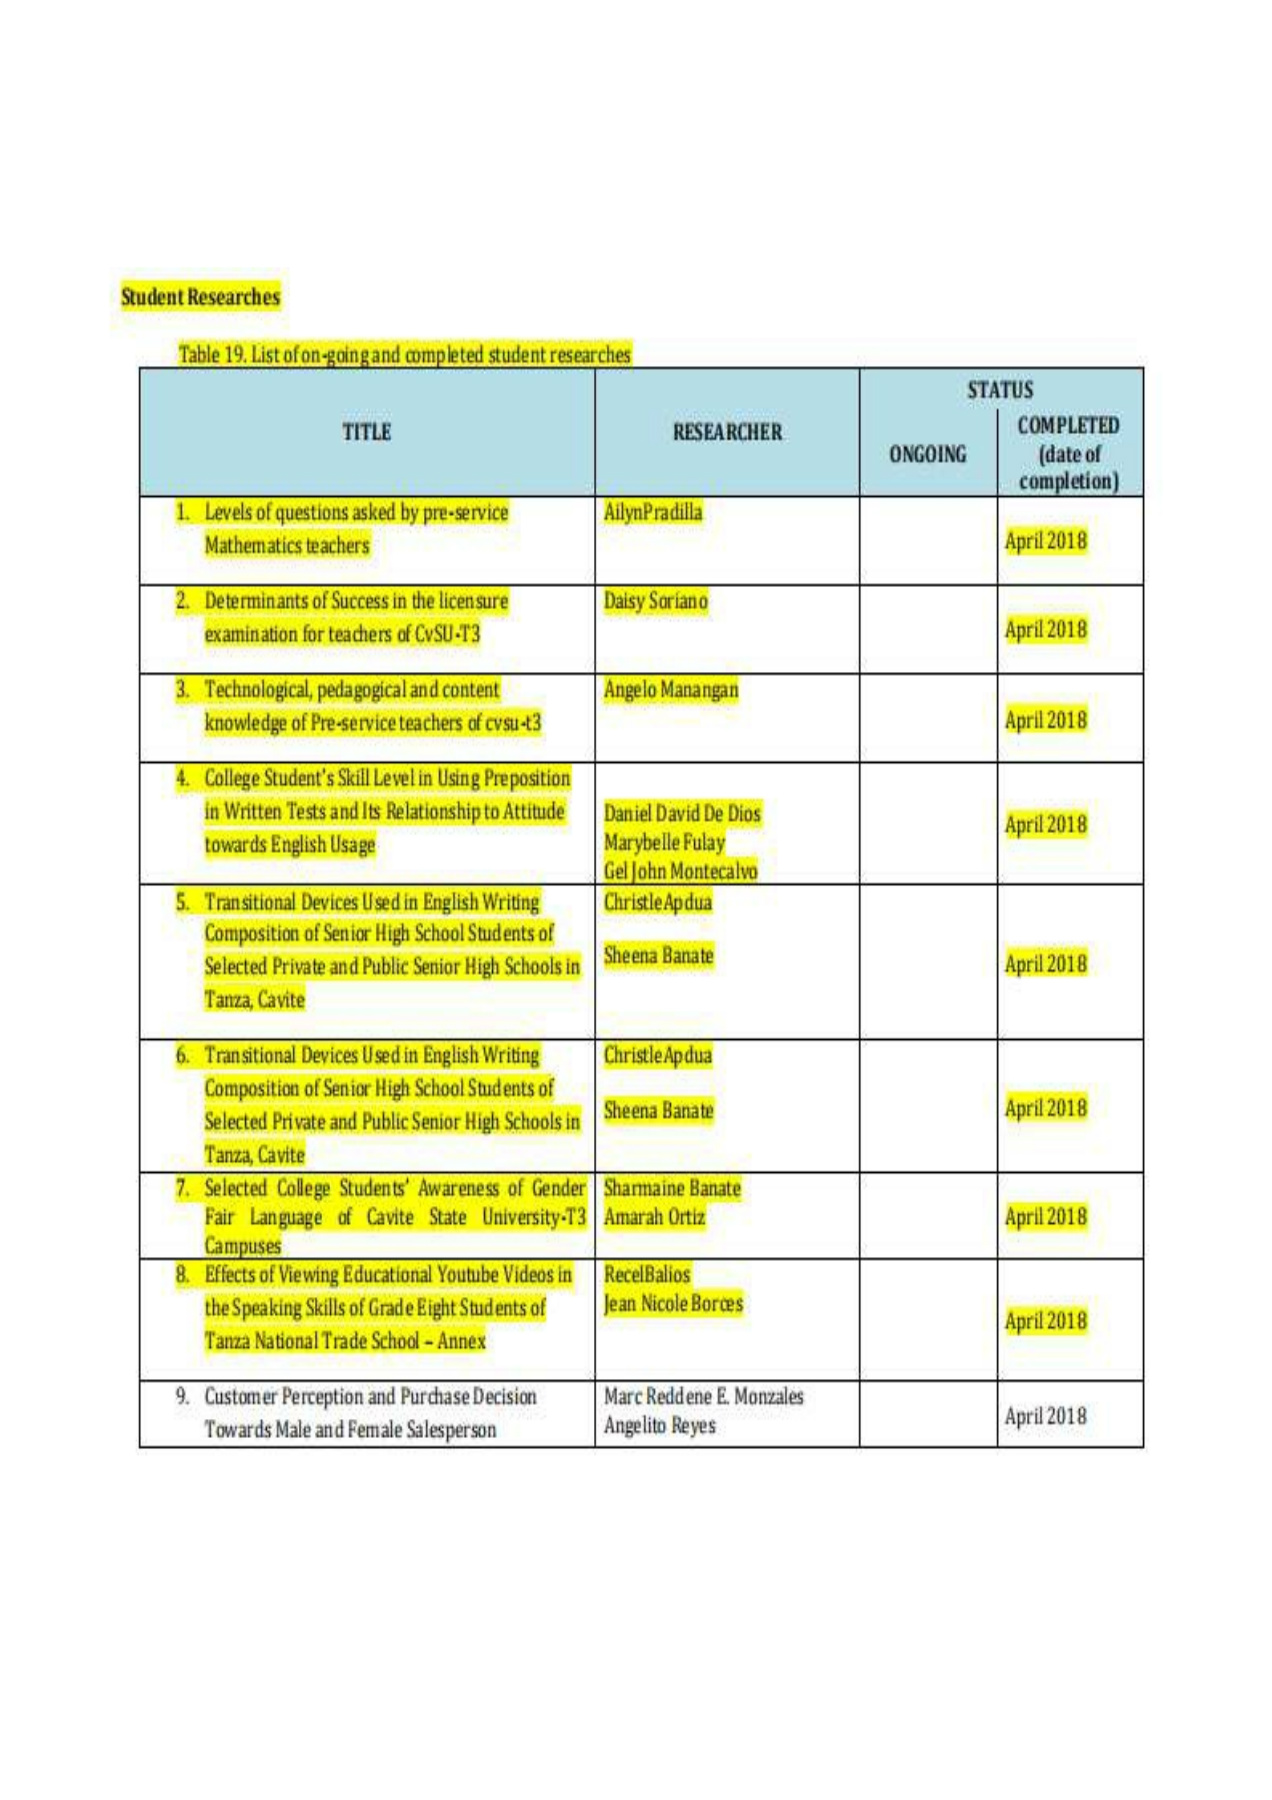 Student Researches
Table 19. List of on-going and completed student researches
TITLE
RESEARCHER
STATUS
ONGOING
COMPLETED
(date of
completion)
1. Levels of questions asked by pre-service
Mathematics teachers
AilynPradilla
April 2018
2. Determinants of Success in the licensure
examination for teachers of CvSU-T3
Daisy Soriano
April 2018
3. Technological, pedagogical and content
knowledge of Pre-service teachers of cvsu-t3
Angelo Manangan
April 2018
4. College Student's Skill Level in Using Preposition
in Written Tests and Its Relationship to Attitude
towards English Usage
Daniel David De Dios
Marybelle Fulay
Gel John Montecalvo
April 2018
5. Transitional Devices Used in English Writing
Composition of Senior High School Students of
Selected Private and Public Senior High Schools in
Tanza, Cavite
ChristleApdua
Sheena Banate
April 2018
6. Transitional Devices Used in English Writing
Composition of Senior High School Students of
Selected Private and Public Senior High Schools in
Tanza, Cavite
ChristleApdua
Sheena Banate
April 2018
7. Selected College Students' Awareness of Gender
Fair Language of Cavite State University-T3
Campuses
Sharmaine Banate
Amarah Ortiz
April 2018
8. Effects of Viewing Educational Youtube Videos in
the Speaking Skills of Grade Eight Students of
Tanza National Trade School – Annex
RecelBalios
Jean Nicole Borces
April 2018
9. Customer Perception and Purchase Decision
Towards Male and Female Salesperson
Marc Reddene E. Monzales
Angelito Reyes
April 2018